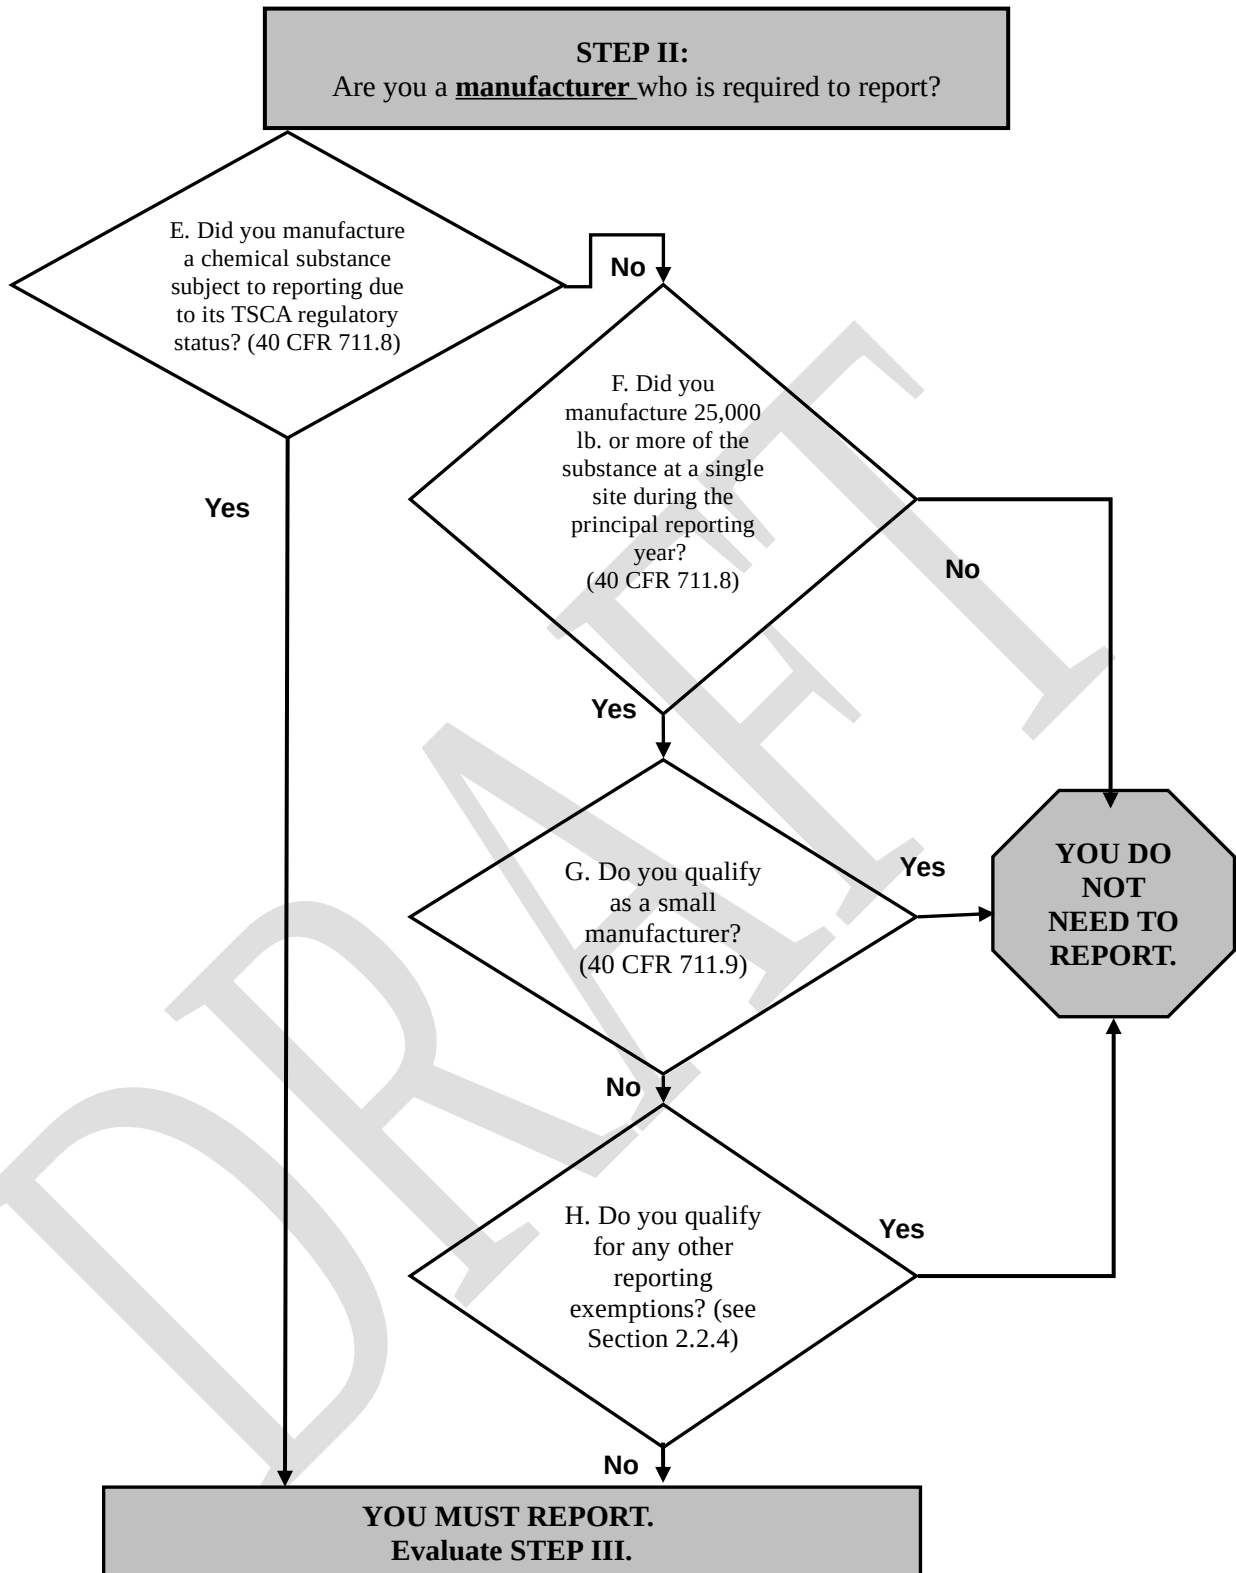 STEP II:
Are you a manufacturer who is required to report?
E. Did you manufacture
a chemical substance
subject to reporting due
to its TSCA regulatory
status? (40 CFR 711.8)
No
F. Did you
manufacture 25,000
lb. or more of the
substance at a single
site during the
principal reporting
year?
(40 CFR 711.8)
Yes
No
Yes
G. Do you qualify
as a small
manufacturer?
(40 CFR 711.9)
Yes
YOU DO
NOT
NEED TO
REPORT.
No
H. Do you qualify
for any other
reporting
exemptions? (see
Section 2.2.4)
Yes
No
YOU MUST REPORT.
Evaluate STEP III.
DRAFT